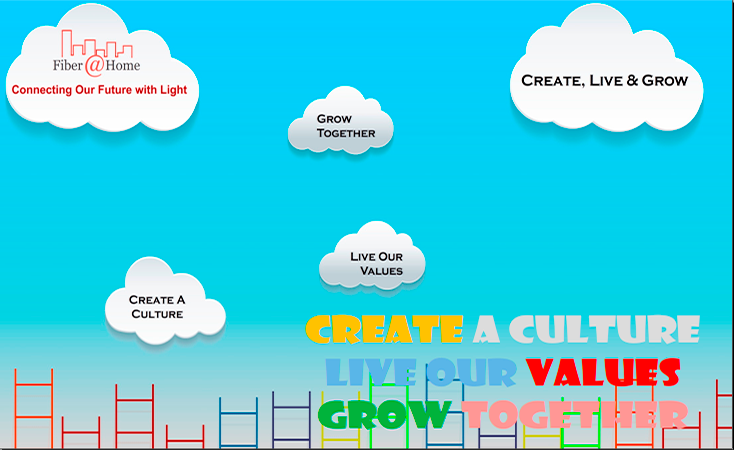 Fiber@Home
Connecting Our Future with Light
CREATE, LIVE & GROW
GROW
TOGETHER
LIVE OUR
VALUES
CREATE A
CULTURE
CREATE A CULTURE
LIVE OUR VALUES
GROW TOGETHER